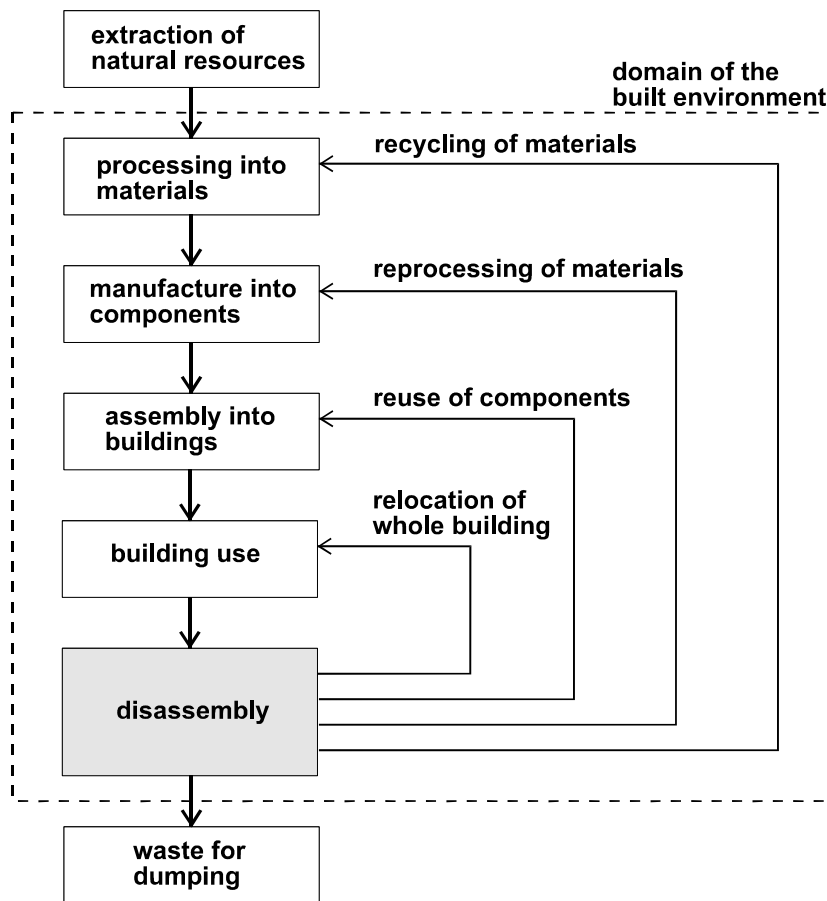 extraction of
natural resources
domain of the
built environment
processing into
materials
recycling of materials
manufacture into
components
reprocessing of materials
assembly into
buildings
reuse of components
building use
relocation of
whole building
disassembly
waste for
dumping